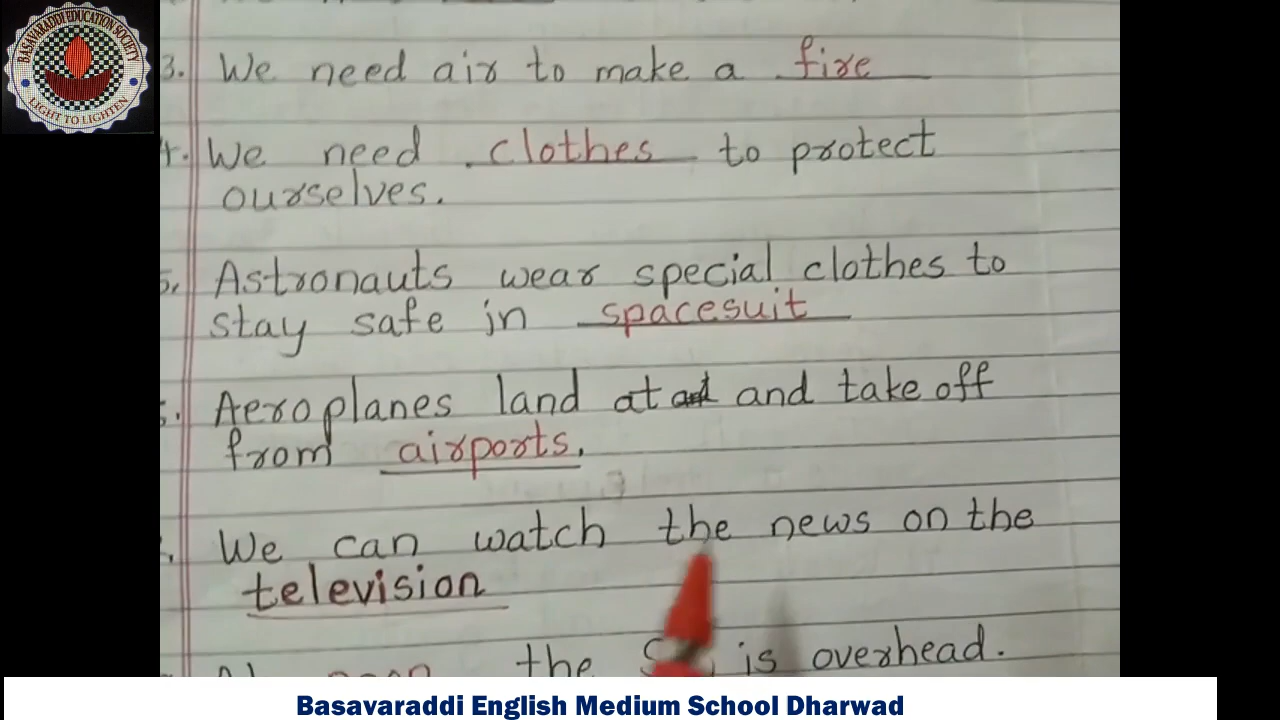 BASAVARADDI EDUCATION SOCIETY
LIGHT TO LIGHTEN
3. We need air to make a fire
4. We need clothes to protect
ourselves.
5. Astronauts wear special clothes to
stay safe in spacesuit
Aeroplanes land at and take off
from airports.
We can watch the news on the
television
noon the is overhead.
Basavaraddi English Medium School Dharwad